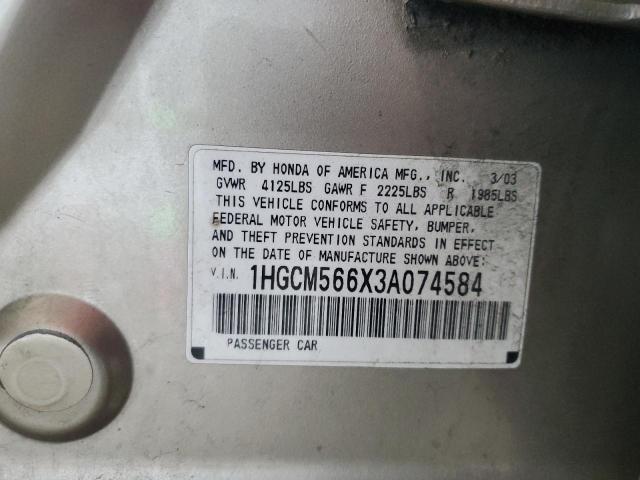 MFD. BY HONDA OF AMERICA MFG., INC. 3/03
GVWR 4125LBS GAWR F 2225LBS R 1985LBS
THIS VEHICLE CONFORMS TO ALL APPLICABLE
FEDERAL MOTOR VEHICLE SAFETY, BUMPER,
AND THEFT PREVENTION STANDARDS IN EFFECT
ON THE DATE OF MANUFACTURE SHOWN ABOVE:
V.I.N. 1HGCM566X3A074584
PASSENGER CAR